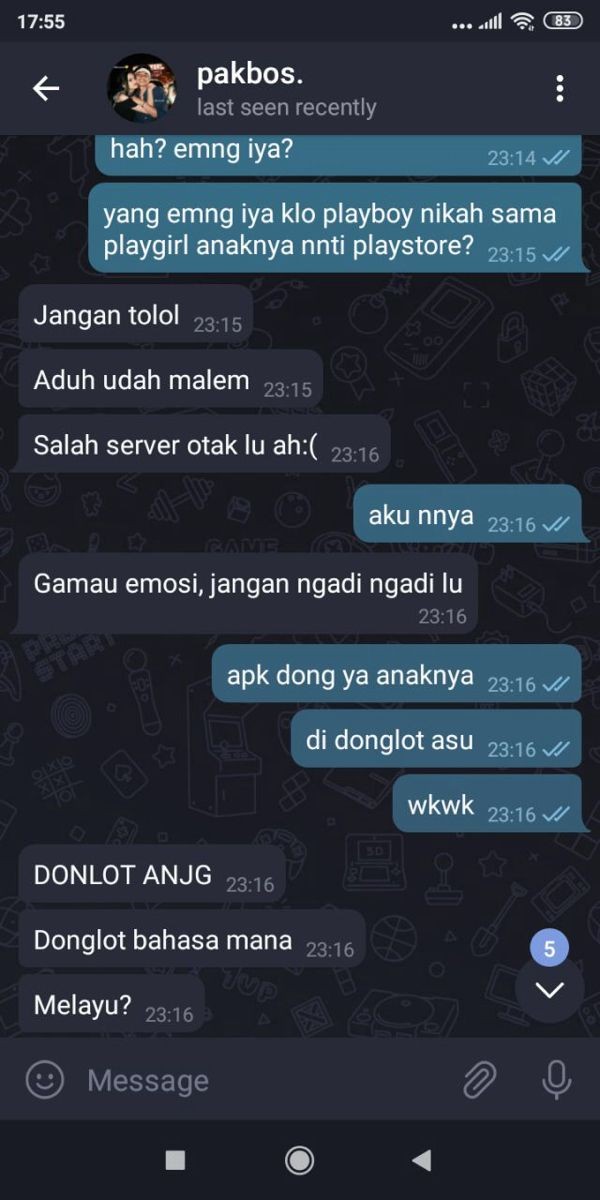 17:55
83
pakbos.
last seen recently
hah? emng iya?
23:14
yang emng iya klo playboy nikah sama
playgirl anaknya nnti playstore?
23:15
Jangan tolol
23:15
Aduh udah malem
23:15
Salah server otak lu ah:(
23:16
aku nnya
23:16
Gamau emosi, jangan ngadi ngadi lu
23:16
apk dong ya anaknya
23:16
di donglot asu
23:16
wkwk
23:16
DONLOT ANJG
23:16
Donglot bahasa mana
23:16
5
Melayu?
23:16
Message